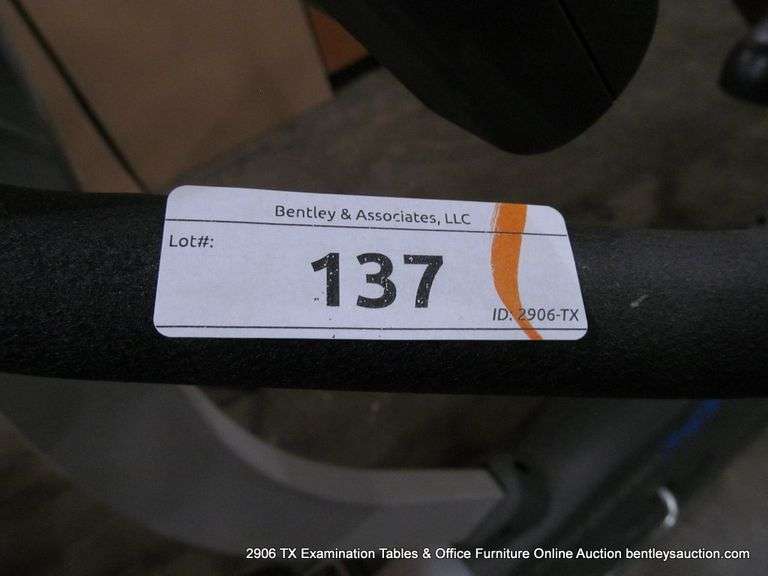 Bentley & Associates, LLC
Lot#:
137
ID: 2906-TX
2906 TX Examination Tables & Office Furniture Online Auction bentleysauction.com